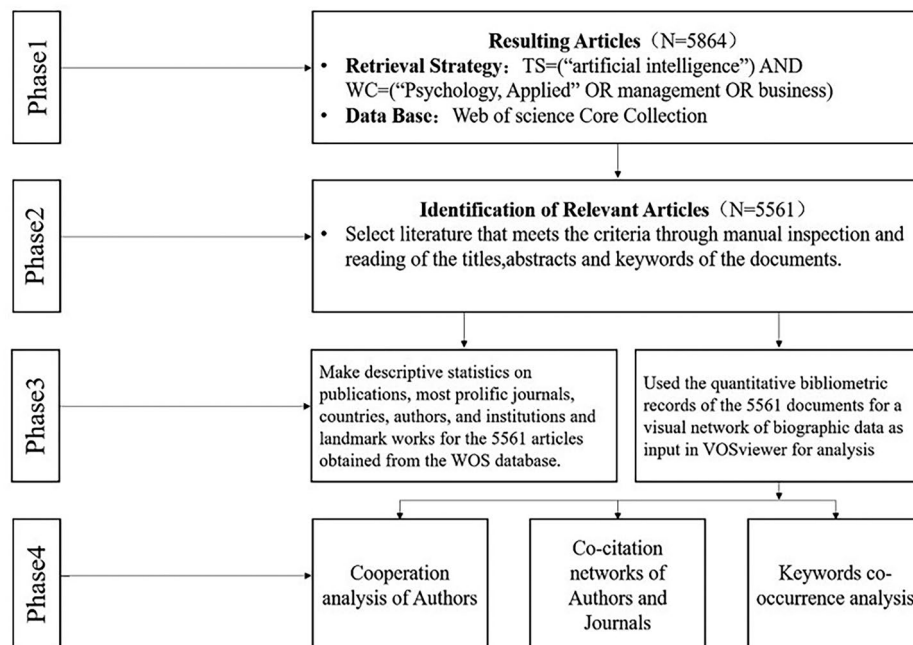 Phase1
Resulting Articles（N=5864）
• Retrieval Strategy：TS=(“artificial intelligence”) AND
WC=(“Psychology, Applied” OR management OR business)
• Data Base：Web of science Core Collection
Phase2
Identification of Relevant Articles（N=5561）
• Select literature that meets the criteria through manual inspection and
reading of the titles,abstracts and keywords of the documents.
Phase3
Make descriptive statistics on
publications, most prolific journals,
countries, authors, and institutions and
landmark works for the 5561 articles
obtained from the WOS database.
Used the quantitative bibliometric
records of the 5561 documents for a
visual network of biographic data as
input in VOSviewer for analysis
Phase4
Cooperation
analysis of Authors
Co-citation
networks of
Authors and
Journals
Keywords co-
occurrence analysis